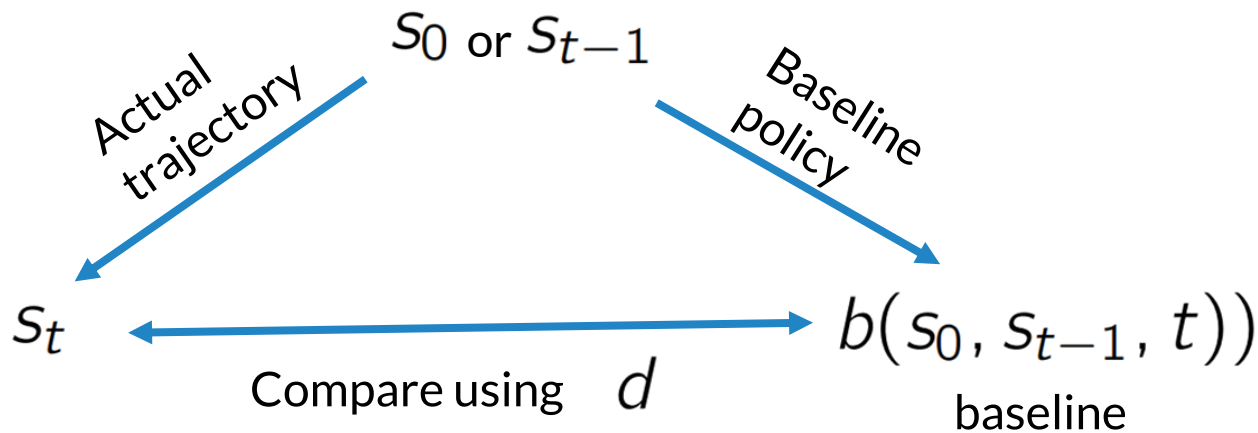 s₀ or sₜ₋₁
Actual
trajectory
Baseline
policy
sₜ
b(s₀, sₜ₋₁, t))
Compare using d
baseline